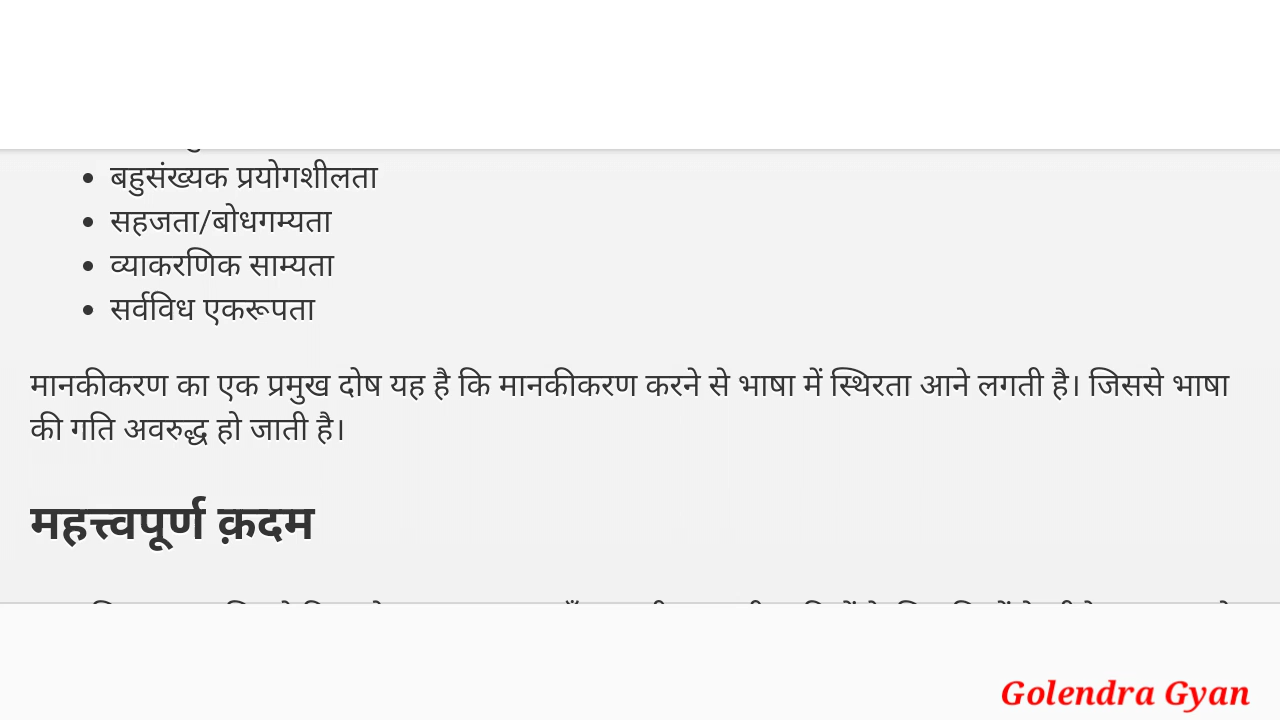 बहुसंख्यक प्रयोगशीलता
सहजता/बोधगम्यता
व्याकरणिक साम्यता
सर्वविध एकरूपता
मानकीकरण का एक प्रमुख दोष यह है कि मानकीकरण करने से भाषा में स्थिरता आने लगती है। जिससे भाषा
की गति अवरुद्ध हो जाती है।
महत्त्वपूर्ण क़दम
Golendra Gyan